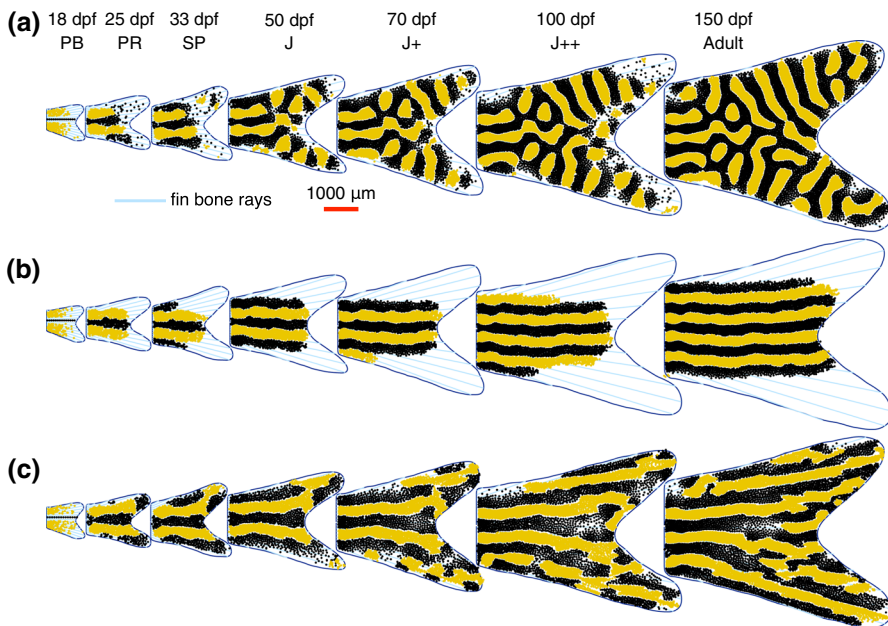 18 dpf 25 dpf 33 dpf 50 dpf 70 dpf 100 dpf 150 dpf
(a) PB PR SP J J+ J++ Adult
fin bone rays 1000 µm
(b)
(c)